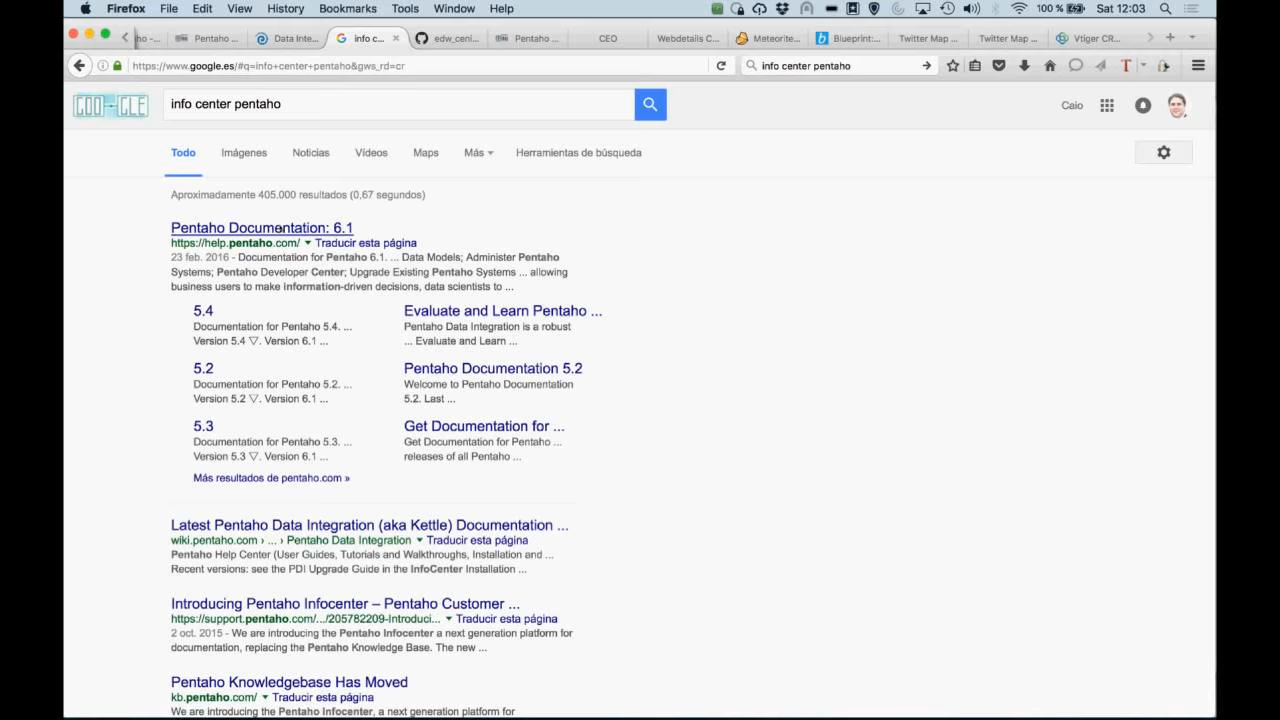 Firefox File Edit View History Bookmarks Tools Window Help 100 % Sat 12:03
ho -... Pentaho ... Data Inte... info c... edw_ceni... Pentaho ... CEO Webdetails C... Meteorite... Blueprint:... Twitter Map ... Twitter Map ... Vtiger CR...
https://www.google.es/#q=info+center+pentaho&gws_rd=cr info center pentaho
GOO-GLE info center pentaho Caio
Todo Imágenes Noticias Vídeos Maps Más Herramientas de búsqueda
Aproximadamente 405.000 resultados (0,67 segundos)
Pentaho Documentation: 6.1
https://help.pentaho.com/ ▼ Traducir esta página
23 feb. 2016 - Documentation for Pentaho 6.1. ... Data Models; Administer Pentaho
Systems; Pentaho Developer Center; Upgrade Existing Pentaho Systems ... allowing
business users to make information-driven decisions, data scientists to ...
5.4
Documentation for Pentaho 5.4. ...
Version 5.4 ▽. Version 6.1 ...
Evaluate and Learn Pentaho ...
Pentaho Data Integration is a robust
... Evaluate and Learn ...
5.2
Documentation for Pentaho 5.2. ...
Version 5.2 ▽. Version 6.1 ...
Pentaho Documentation 5.2
Welcome to Pentaho Documentation
5.2. Last ...
5.3
Documentation for Pentaho 5.3. ...
Version 5.3 ▽. Version 6.1 ...
Get Documentation for ...
Get Documentation for Pentaho ...
releases of all Pentaho ...
Más resultados de pentaho.com »
Latest Pentaho Data Integration (aka Kettle) Documentation ...
wiki.pentaho.com › ... › Pentaho Data Integration ▼ Traducir esta página
Pentaho Help Center (User Guides, Tutorials and Walkthroughs, Installation and ...
Recent versions: see the PDI Upgrade Guide in the InfoCenter Installation ...
Introducing Pentaho Infocenter – Pentaho Customer ...
https://support.pentaho.com/.../205782209-Introduci... ▼ Traducir esta página
2 oct. 2015 - We are introducing the Pentaho Infocenter a next generation platform for
documentation, replacing the Pentaho Knowledge Base. The new ...
Pentaho Knowledgebase Has Moved
kb.pentaho.com/ ▼ Traducir esta página
We are introducing the Pentaho Infocenter, a next generation platform for